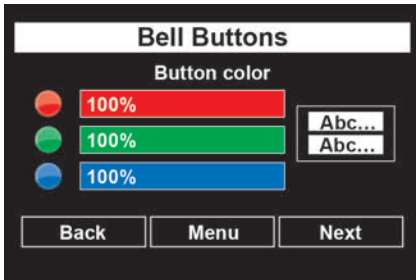 Bell Buttons
Button color
100%
100%
100%
Abc...
Abc...
Back
Menu
Next